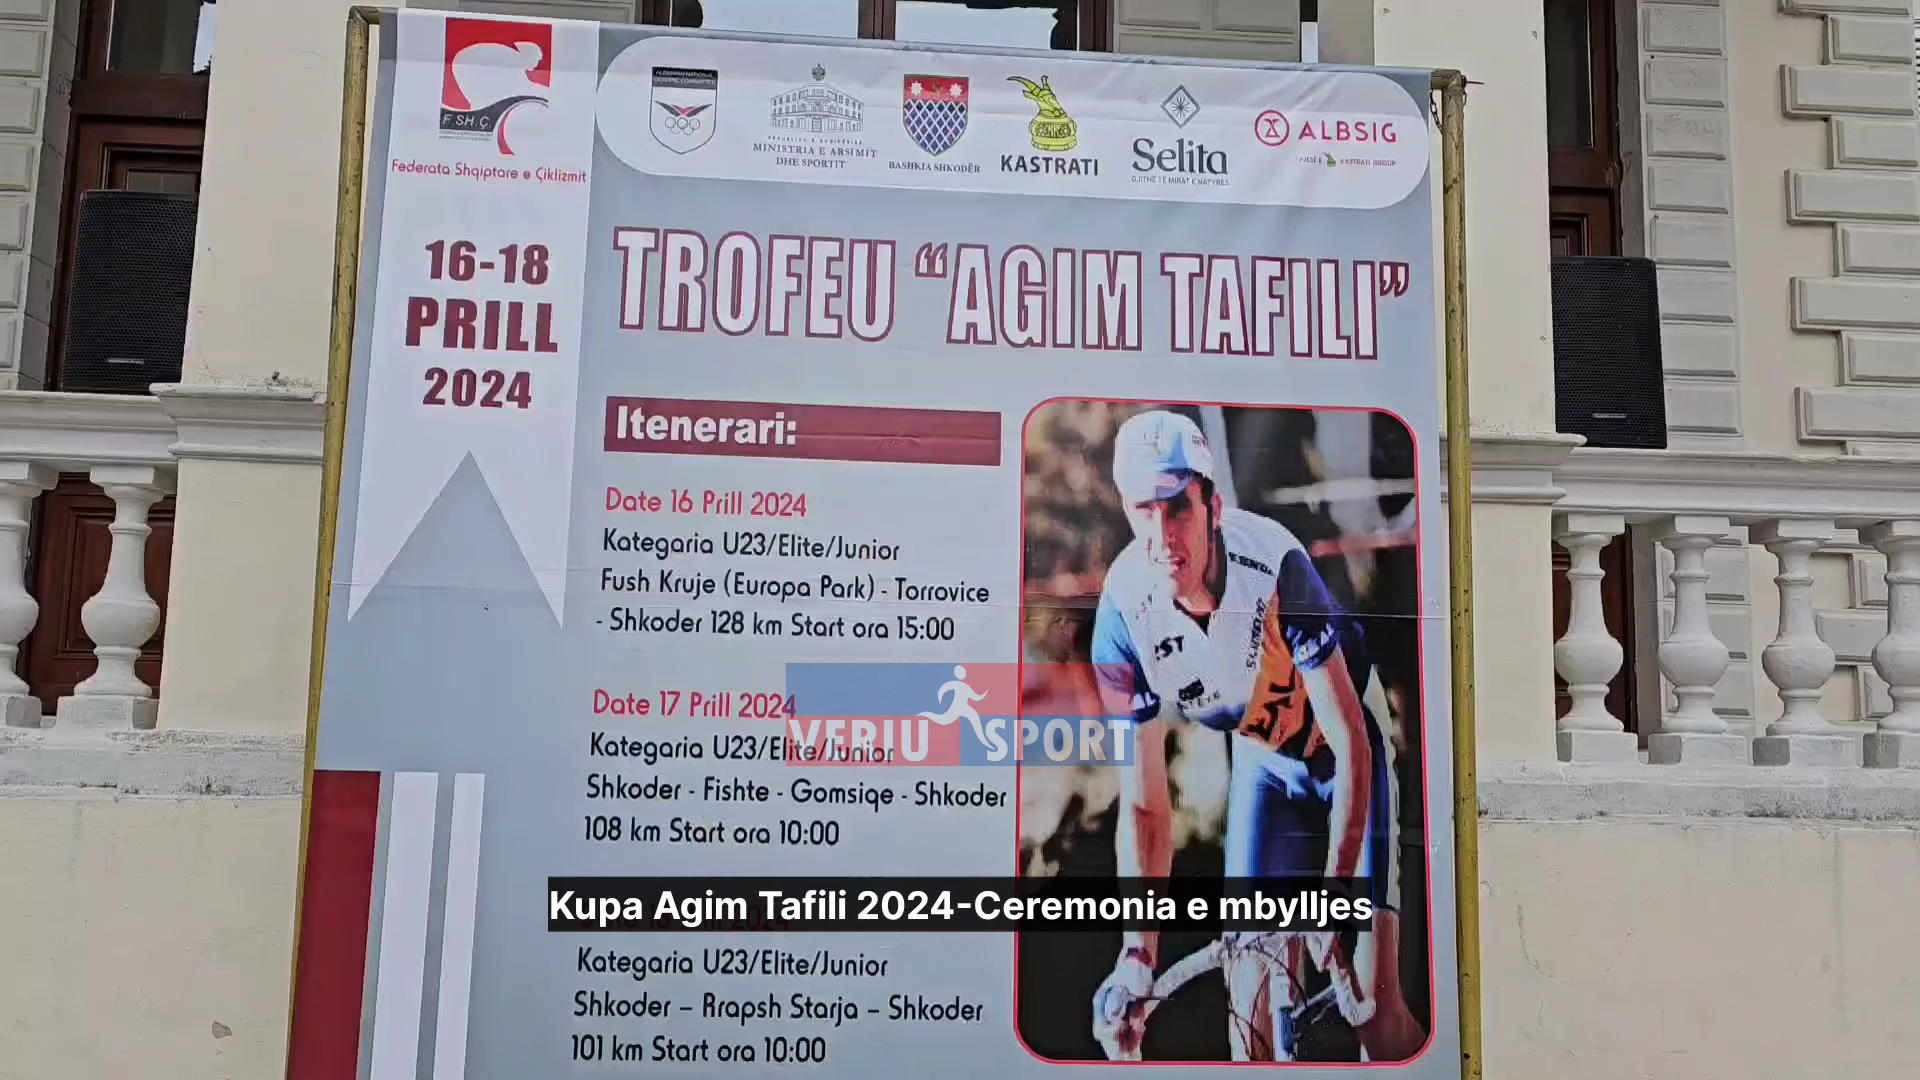 F.SH.Ç.
Federata Shqiptare e Çiklizmit
ALBANIAN NATIONAL
OLYMPIC COMMITTEE
MINISTRIA E ARSIMIT
DHE SPORTIT
BASHKIA SHKODËR
KASTRATI
Selita
GJITHË TË MIRAT E NATYRËS
ALBSIG
PJESË E KASTRATI GROUP
16-18
PRILL
2024
TROFEU “AGIM TAFILI”
Itenerari:
Date 16 Prill 2024
Kategaria U23/Elite/Junior
Fush Kruje (Europa Park) - Torrovice
- Shkoder 128 km Start ora 15:00
Date 17 Prill 2024
Kategaria U23/Elite/Junior
Shkoder - Fishte - Gomsiqe - Shkoder
108 km Start ora 10:00
VERIU SPORT
Kupa Agim Tafili 2024-Ceremonia e mbylljes
Kategaria U23/Elite/Junior
Shkoder – Rrapsh Starja – Shkoder
101 km Start ora 10:00